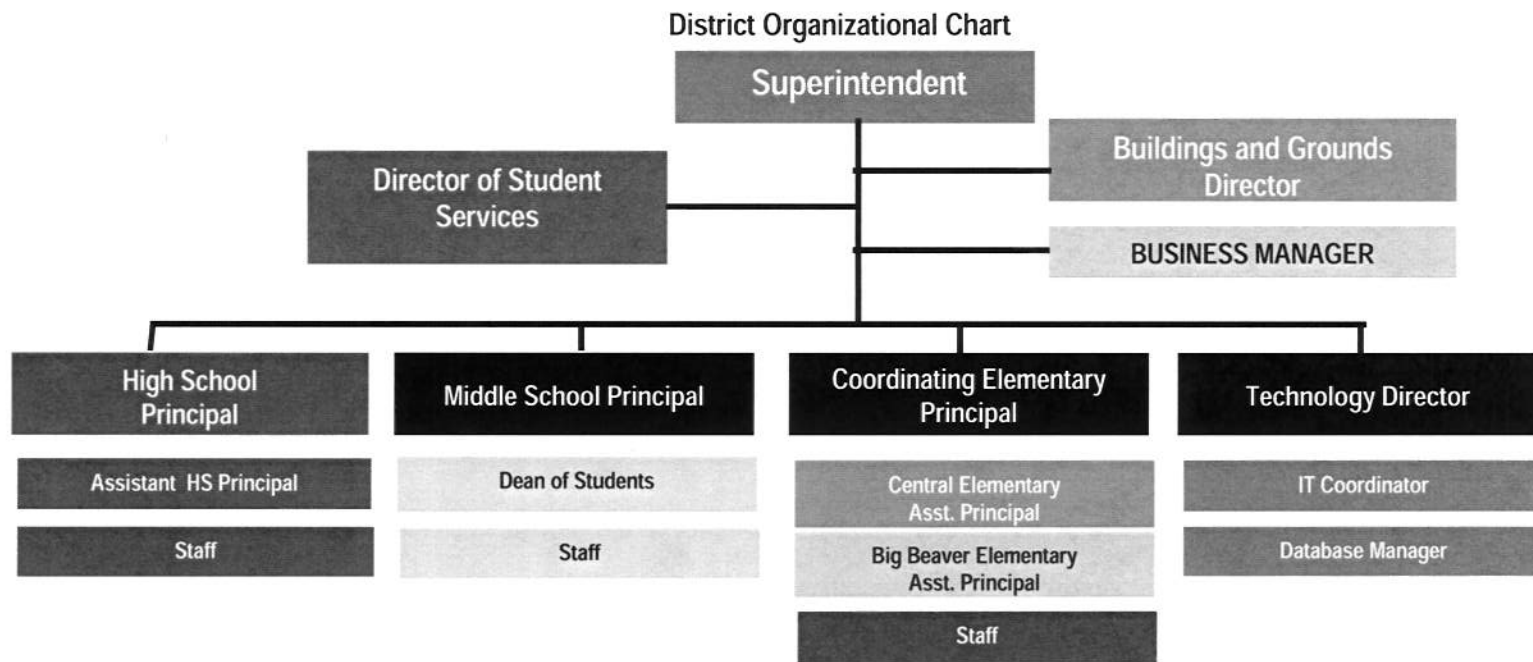 District Organizational Chart
Superintendent
Buildings and Grounds
Director
Director of Student
Services
BUSINESS MANAGER
High School
Principal
Middle School Principal
Coordinating Elementary
Principal
Technology Director
Assistant HS Principal
Dean of Students
Central Elementary
Asst. Principal
IT Coordinator
Staff
Staff
Big Beaver Elementary
Asst. Principal
Database Manager
Staff